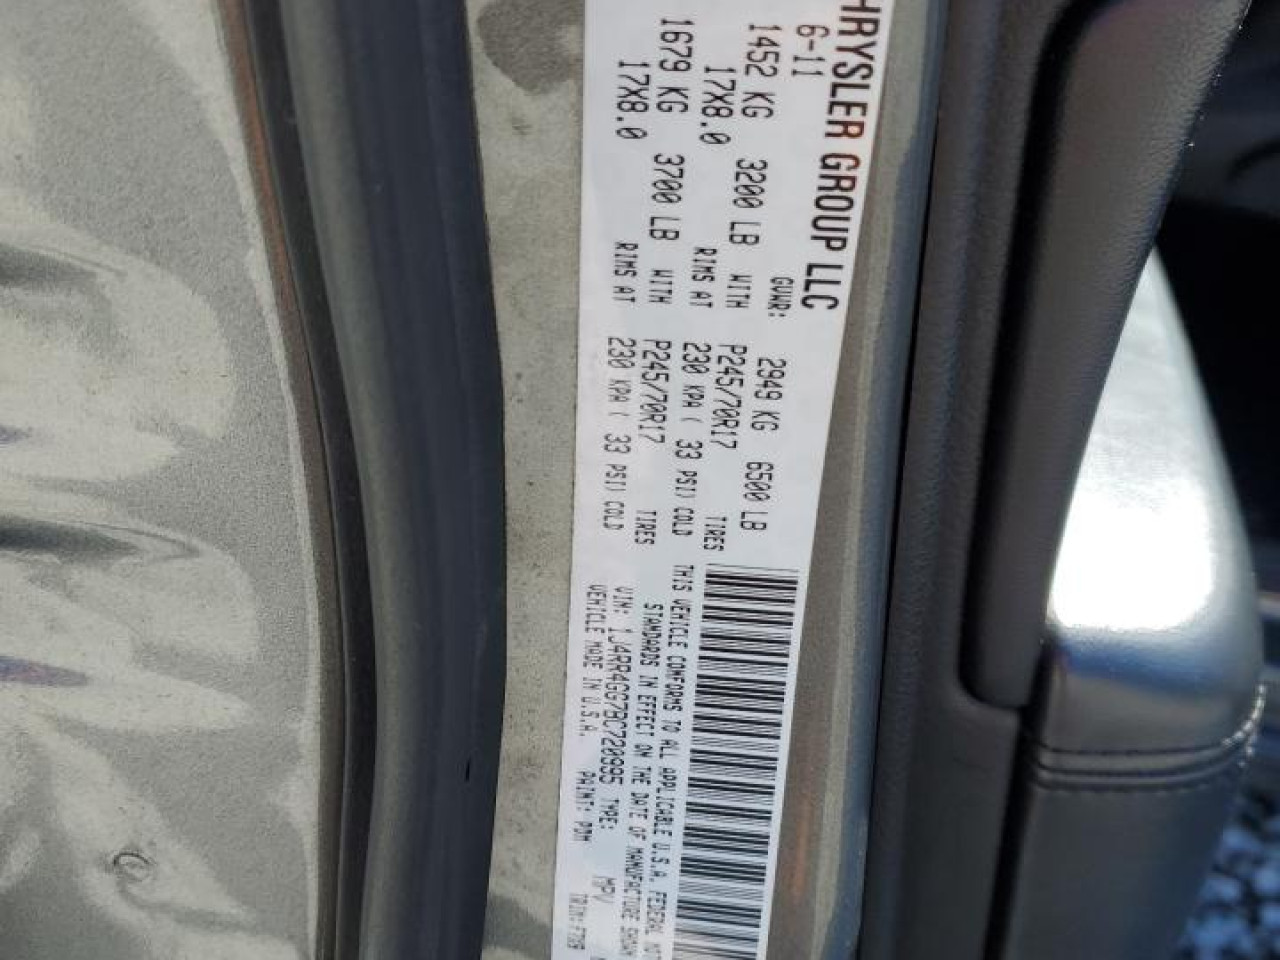 HRYSLER GROUP LLC
6-11 GUWR: 2949 KG 6500 LB
1452 KG 3200 LB WITH P245/70R17 TIRES
17X8.0 RIMS AT 230 KPA ( 33 PSI) COLD
1679 KG 3700 LB WITH P245/70R17 TIRES
17X8.0 RIMS AT 230 KPA ( 33 PSI) COLD
THIS VEHICLE CONFORMS TO ALL APPLICABLE U.S.A. FEDERAL
STANDARDS IN EFFECT ON THE DATE OF MANUFACTURE SHOWN
VIN: 1J4RR4GG7BC720995 TYPE: MPV
VEHICLE MADE IN U.S.A. PAINT: PDM TRIM: